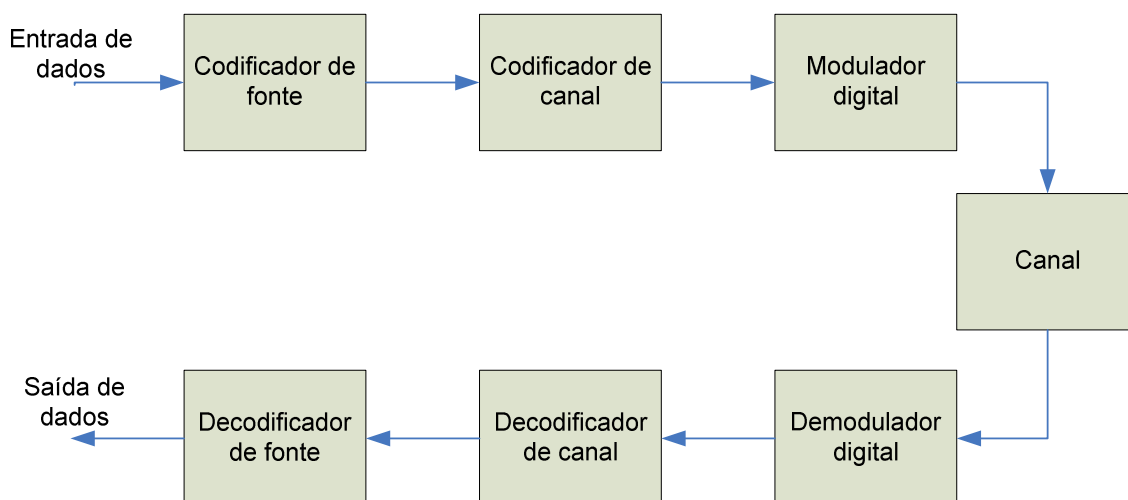 Entrada de
dados
Codificador de
fonte
Codificador de
canal
Modulador
digital
Canal
Saída de
dados
Decodificador
de fonte
Decodificador
de canal
Demodulador
digital